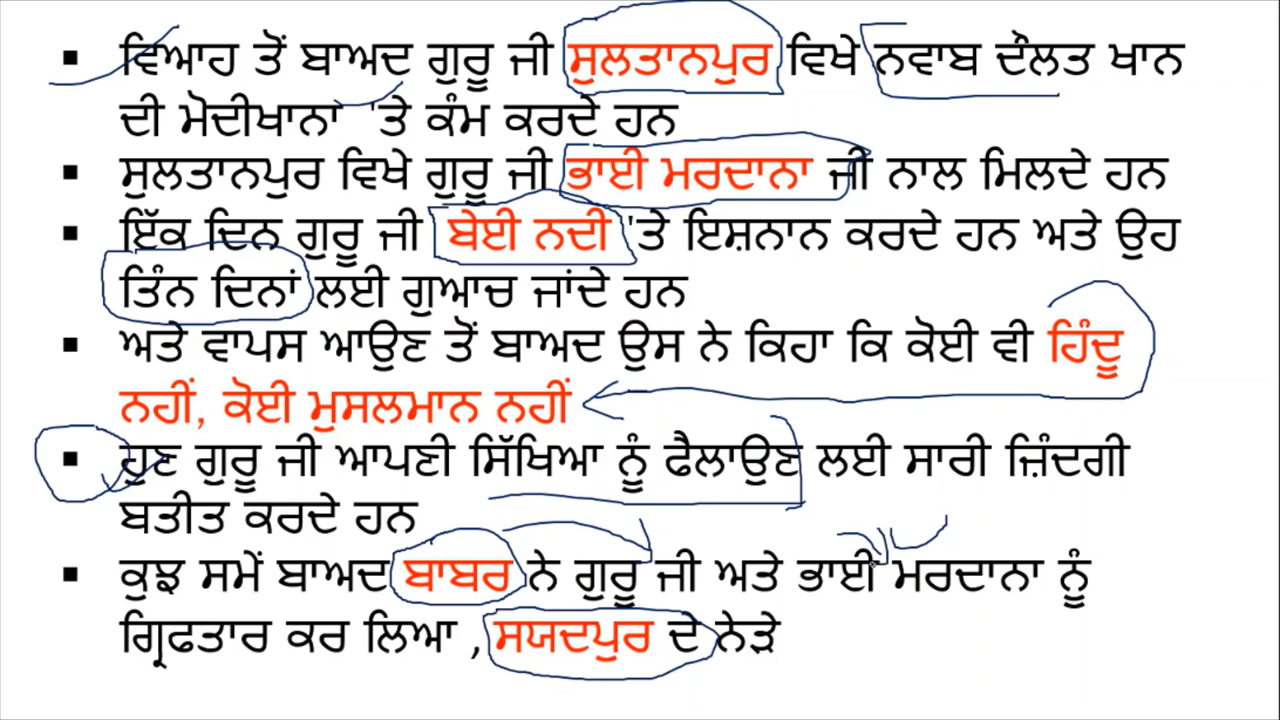 ▪ ਵਿਆਹ ਤੋਂ ਬਾਅਦ ਗੁਰੂ ਜੀ ਸੁਲਤਾਨਪੁਰ ਵਿਖੇ ਨਵਾਬ ਦੌਲਤ ਖਾਨ
ਦੀ ਮੋਦੀਖਾਨਾ 'ਤੇ ਕੰਮ ਕਰਦੇ ਹਨ
▪ ਸੁਲਤਾਨਪੁਰ ਵਿਖੇ ਗੁਰੂ ਜੀ ਭਾਈ ਮਰਦਾਨਾ ਜੀ ਨਾਲ ਮਿਲਦੇ ਹਨ
▪ ਇੱਕ ਦਿਨ ਗੁਰੂ ਜੀ ਬੇਈ ਨਦੀ 'ਤੇ ਇਸ਼ਨਾਨ ਕਰਦੇ ਹਨ ਅਤੇ ਉਹ
ਤਿੰਨ ਦਿਨਾਂ ਲਈ ਗੁਆਚ ਜਾਂਦੇ ਹਨ
▪ ਅਤੇ ਵਾਪਸ ਆਉਣ ਤੋਂ ਬਾਅਦ ਉਸ ਨੇ ਕਿਹਾ ਕਿ ਕੋਈ ਵੀ ਹਿੰਦੂ
ਨਹੀਂ, ਕੋਈ ਮੁਸਲਮਾਨ ਨਹੀਂ
▪ ਹੁਣ ਗੁਰੂ ਜੀ ਆਪਣੀ ਸਿੱਖਿਆ ਨੂੰ ਫੈਲਾਉਣ ਲਈ ਸਾਰੀ ਜ਼ਿੰਦਗੀ
ਬਤੀਤ ਕਰਦੇ ਹਨ
▪ ਕੁਝ ਸਮੇਂ ਬਾਅਦ ਬਾਬਰ ਨੇ ਗੁਰੂ ਜੀ ਅਤੇ ਭਾਈ ਮਰਦਾਨਾ ਨੂੰ
ਗ੍ਰਿਫਤਾਰ ਕਰ ਲਿਆ , ਸਯਦਪੁਰ ਦੇ ਨੇੜੇ